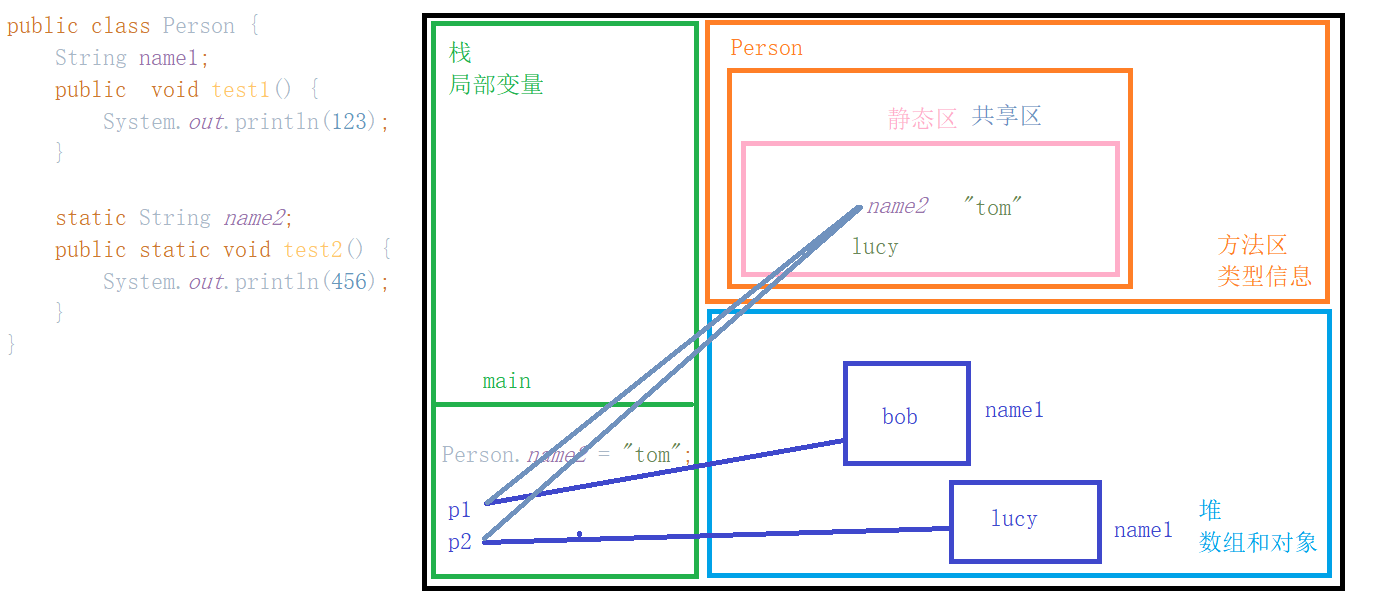 public class Person {
    String name1;
    public  void test1() {
        System.out.println(123);
    }
    static String name2;
    public static void test2() {
        System.out.println(456);
    }
}
栈
局部变量
main
Person.name2 = "tom";
p1
p2
Person
静态区 共享区
name2 "tom"
lucy
方法区
类型信息
bob name1
lucy name1
堆
数组和对象